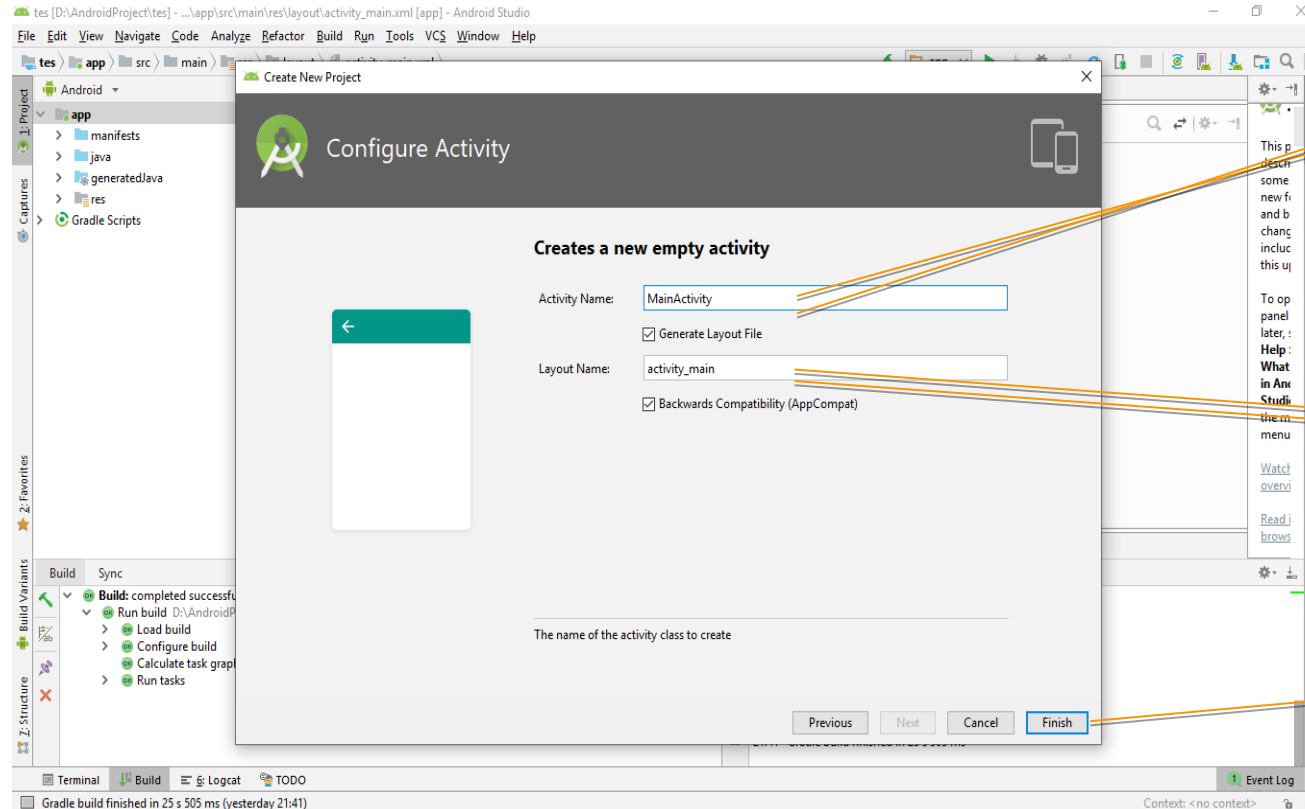 tes [D:\AndroidProject\tes] - ...\app\src\main\res\layout\activity_main.xml [app] - Android Studio
File Edit View Navigate Code Analyze Refactor Build Run Tools VCS Window Help
tes app src main
Create New Project
Android
1: Project
app
manifests
java
generatedJava
res
Gradle Scripts
Captures
2: Favorites
Build Variants
Z: Structure
Configure Activity
Creates a new empty activity
Activity Name: MainActivity
Generate Layout File
Layout Name: activity_main
Backwards Compatibility (AppCompat)
The name of the activity class to create
Previous Next Cancel Finish
This p
descri
some
new f
and b
chang
includ
this u
To op
panel
later,
Help
What
in And
Studi
the m
menu
Watch
overvi
Read i
brows
Build Sync
Build: completed successfu
Run build D:\AndroidP
Load build
Configure build
Calculate task grap
Run tasks
Terminal Build 6: Logcat TODO
1 Event Log
Gradle build finished in 25 s 505 ms (yesterday 21:41)
Context: <no context>